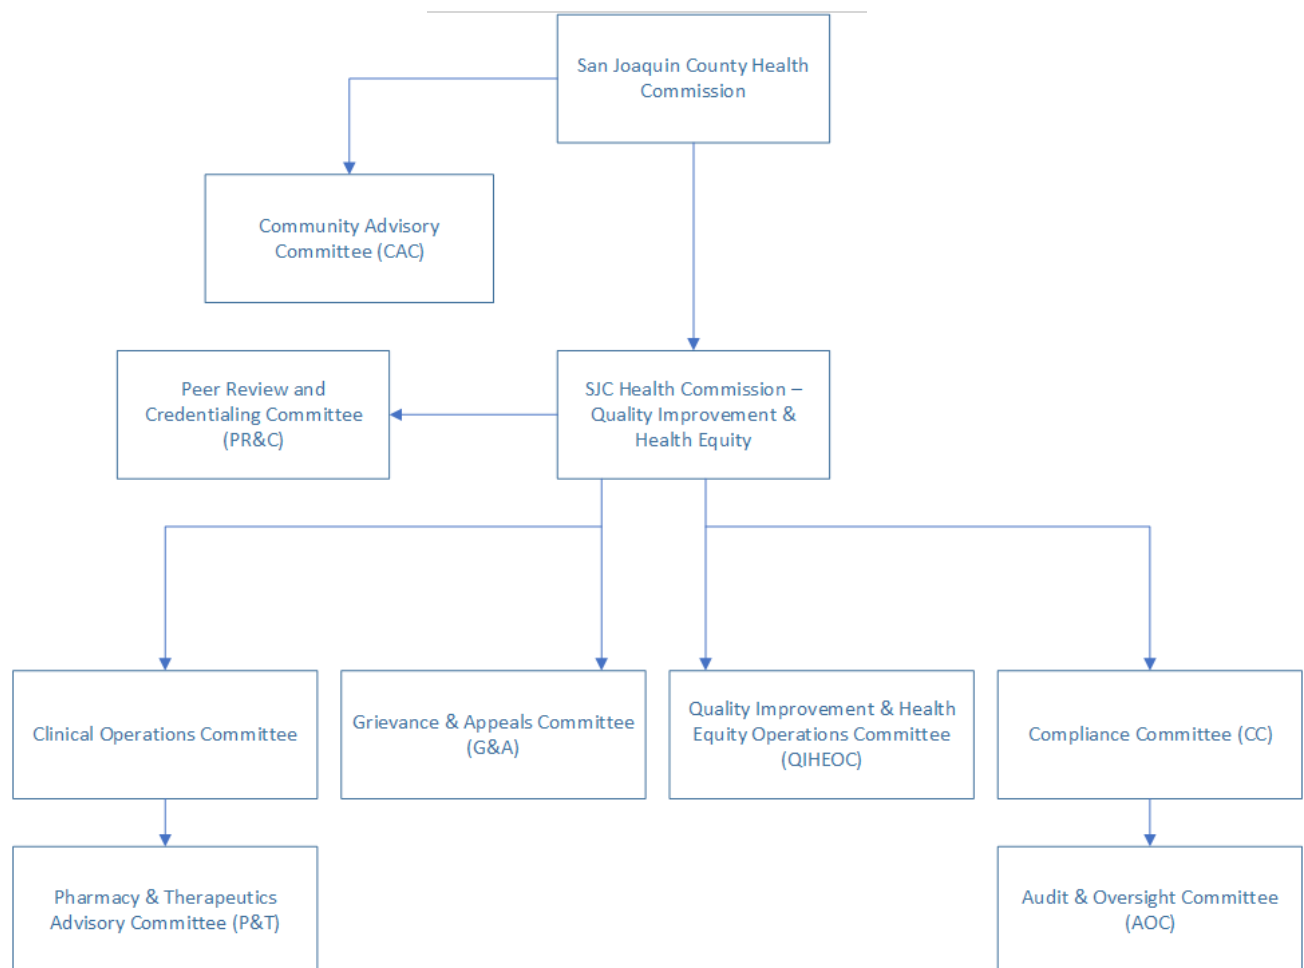 San Joaquin County Health
Commission
Community Advisory
Committee (CAC)
Peer Review and
Credentialing Committee
(PR&C)
SJC Health Commission –
Quality Improvement &
Health Equity
Clinical Operations Committee
Grievance & Appeals Committee
(G&A)
Quality Improvement & Health
Equity Operations Committee
(QIHEOC)
Compliance Committee (CC)
Pharmacy & Therapeutics
Advisory Committee (P&T)
Audit & Oversight Committee
(AOC)